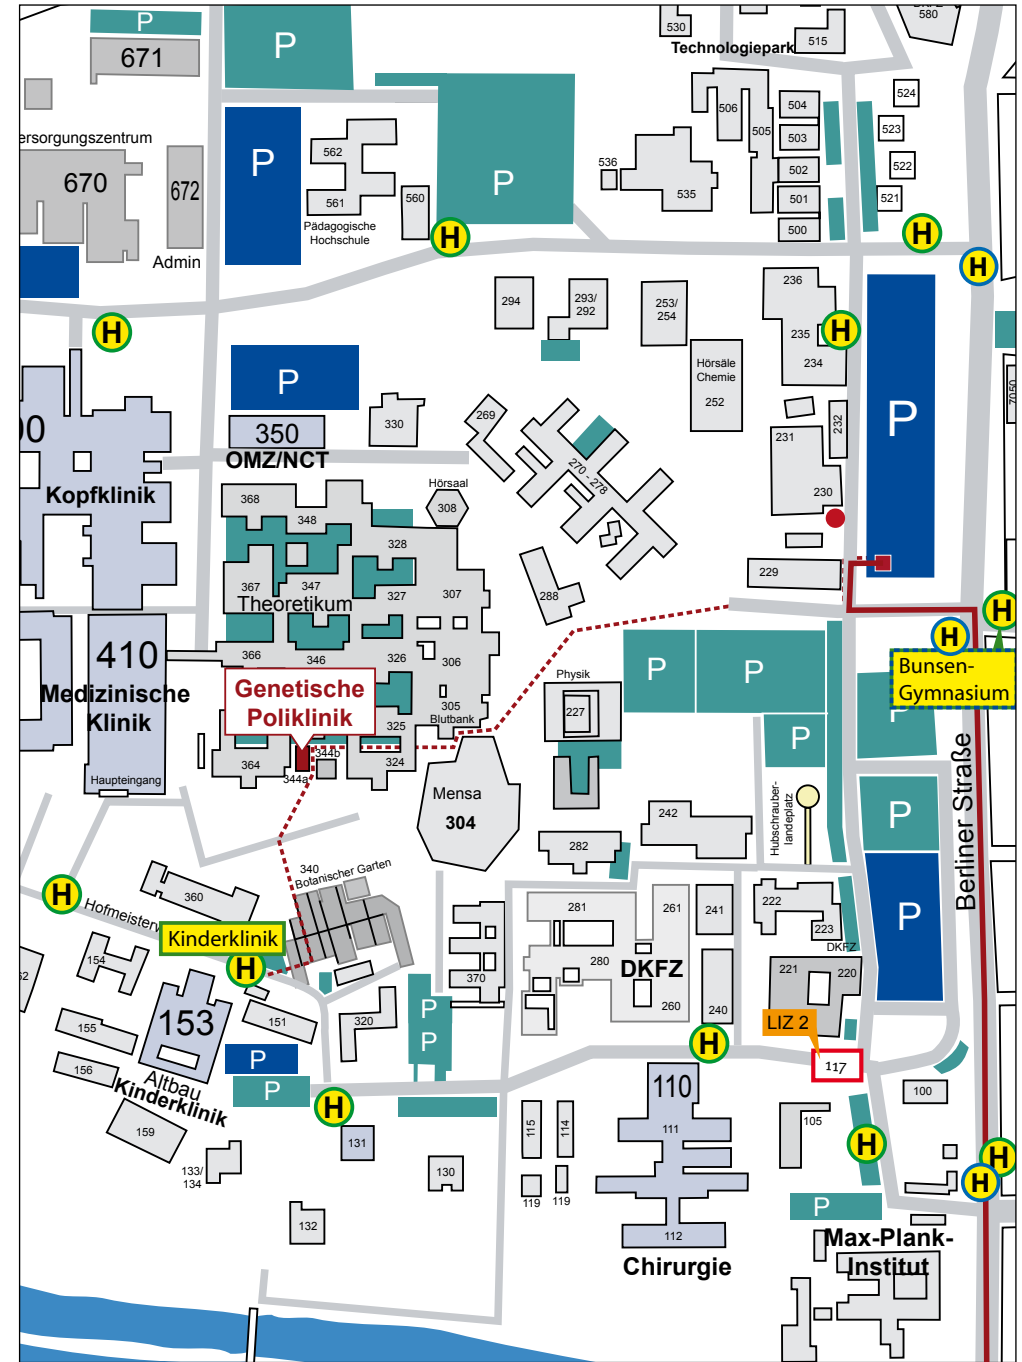 P
671
P
530
Technologiepark
515
580
ersorgungszentrum
670
672
Admin
P
562
561
560
Pädagogische
Hochschule
P
H
506
505
504
503
502
501
500
536
535
524
523
522
521
H
H
H
294
293/
292
253/
254
236
235
234
H
Hörsäle
Chemie
252
P
350
OMZ/NCT
330
269
270 - 278
231
232
230
P
7050
00
Kopfklinik
368
348
Hörsaal
308
328
367
347
327
307
Theoretikum
288
229
366
346
326
306
410
Medizinische
Klinik
Haupteingang
Genetische
Poliklinik
305
Blutbank
325
364
344a
344b
324
Physik
227
P
P
P
H
H
Bunsen-
Gymnasium
P
Mensa
304
282
242
Hubschrauber-
landeplatz
P
Berliner Straße
P
H
Hofmeisterw
360
340
Botanischer Garten
Kinderklinik
H
154
153
Altbau
Kinderklinik
155
156
159
151
320
P
P
P
P
370
281
280
261
260
DKFZ
241
240
222
223
DKFZ
221
220
LIZ 2
117
H
H
131
133/
134
132
130
115
114
119
119
110
111
112
Chirurgie
105
100
H
H
H
P
Max-Plank-
Institut